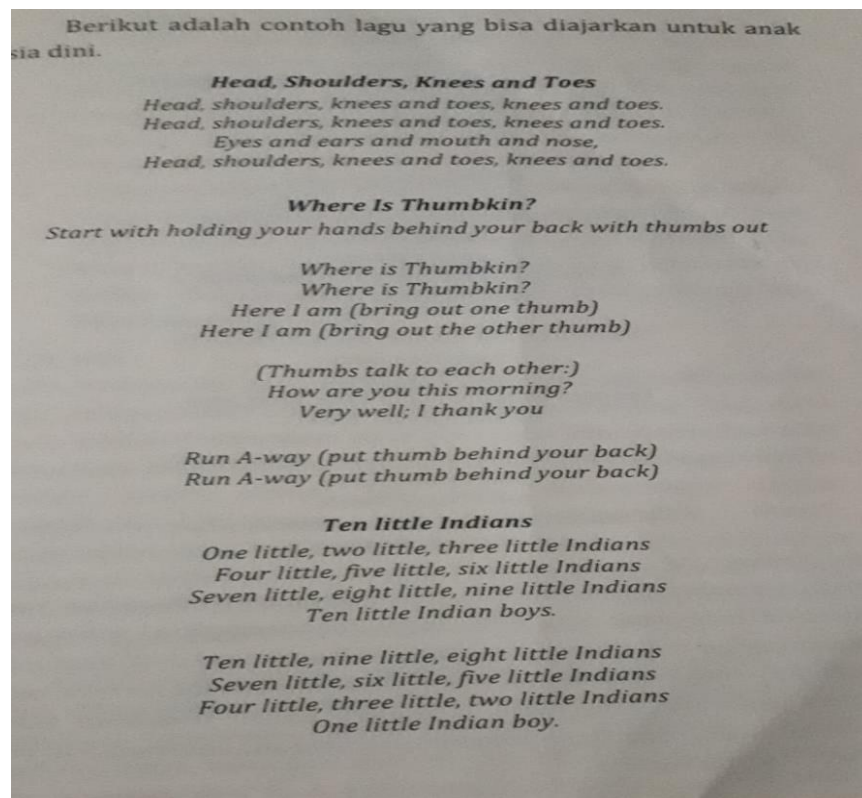 Berikut adalah contoh lagu yang bisa diajarkan untuk anak
sia dini.
Head, Shoulders, Knees and Toes
Head, shoulders, knees and toes, knees and toes.
Head, shoulders, knees and toes, knees and toes.
Eyes and ears and mouth and nose,
Head, shoulders, knees and toes, knees and toes.
Where Is Thumbkin?
Start with holding your hands behind your back with thumbs out
Where is Thumbkin?
Where is Thumbkin?
Here I am (bring out one thumb)
Here I am (bring out the other thumb)
(Thumbs talk to each other:)
How are you this morning?
Very well; I thank you
Run A-way (put thumb behind your back)
Run A-way (put thumb behind your back)
Ten little Indians
One little, two little, three little Indians
Four little, five little, six little Indians
Seven little, eight little, nine little Indians
Ten little Indian boys.
Ten little, nine little, eight little Indians
Seven little, six little, five little Indians
Four little, three little, two little Indians
One little Indian boy.